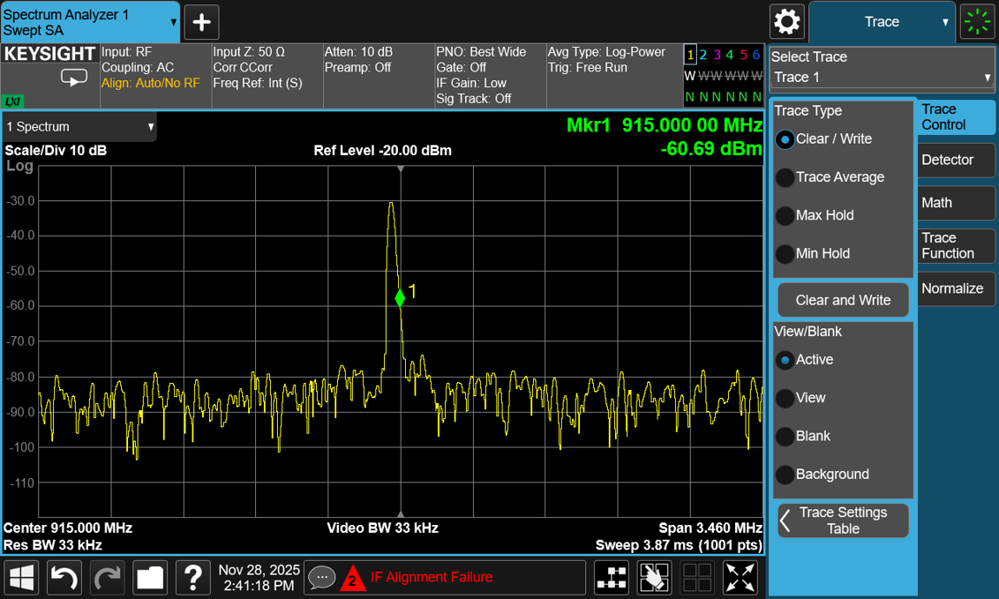 Spectrum Analyzer 1
Swept SA
+
Trace
KEYSIGHT
LXI
Input: RF
Coupling: AC
Align: Auto/No RF
Input Z: 50 Ω
Corr CCorr
Freq Ref: Int (S)
Atten: 10 dB
Preamp: Off
PNO: Best Wide
Gate: Off
IF Gain: Low
Sig Track: Off
Avg Type: Log-Power
Trig: Free Run
1 2 3 4 5 6
W W W W W W
N N N N N N
Select Trace
Trace 1
1 Spectrum
Mkr1 915.000 00 MHz
-60.69 dBm
Scale/Div 10 dB
Ref Level -20.00 dBm
Log
-30.0
-40.0
-50.0
-60.0
-70.0
-80.0
-90.0
-100
-110
1
Center 915.000 MHz
Video BW 33 kHz
Span 3.460 MHz
Res BW 33 kHz
Sweep 3.87 ms (1001 pts)
Trace Type
Clear / Write
Trace Average
Max Hold
Min Hold
Clear and Write
View/Blank
Active
View
Blank
Background
Trace Settings
Table
Trace
Control
Detector
Math
Trace
Function
Normalize
?
Nov 28, 2025
2:41:18 PM
2
IF Alignment Failure